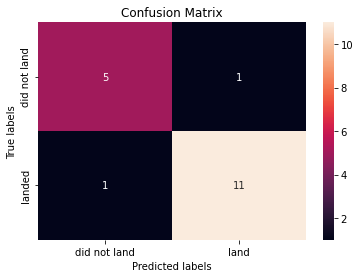 Confusion Matrix
True labels
did not land
5
1
landed
1
11
did not land
land
Predicted labels
10
8
6
4
2